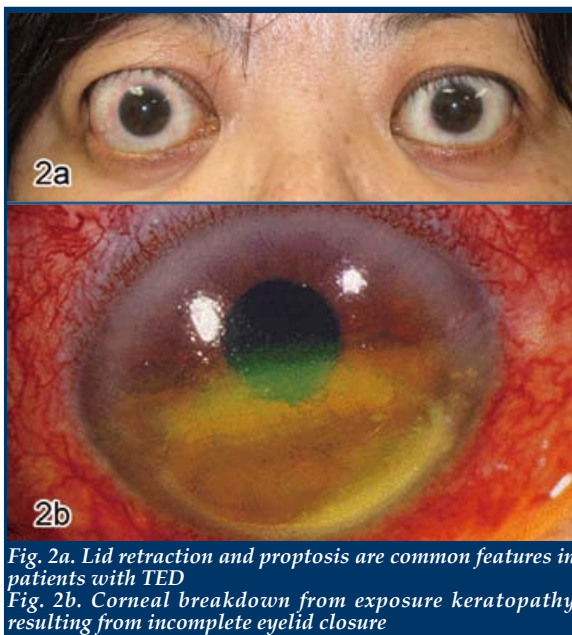 2a
2b
Fig. 2a. Lid retraction and proptosis are common features in
patients with TED
Fig. 2b. Corneal breakdown from exposure keratopathy
resulting from incomplete eyelid closure